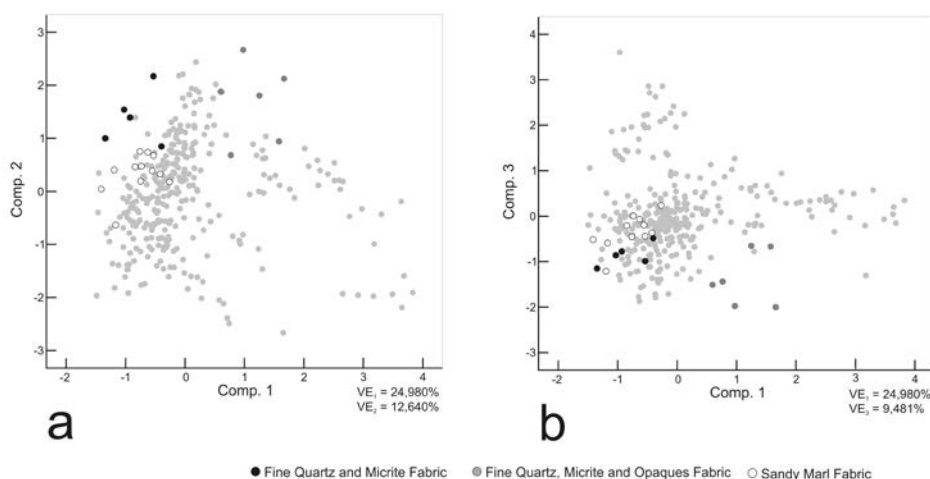 3
2
1
0
-1
-2
-3
Comp. 2
-2 -1 0 1 2 3 4
Comp. 1
VE₁ = 24,980%
VE₂ = 12,640%
a
4
3
2
1
0
-1
-2
-3
Comp. 3
-2 -1 0 1 2 3 4
Comp. 1
VE₁ = 24,980%
VE₃ = 9,481%
b
Fine Quartz and Micrite Fabric Fine Quartz, Micrite and Opaques Fabric Sandy Marl Fabric